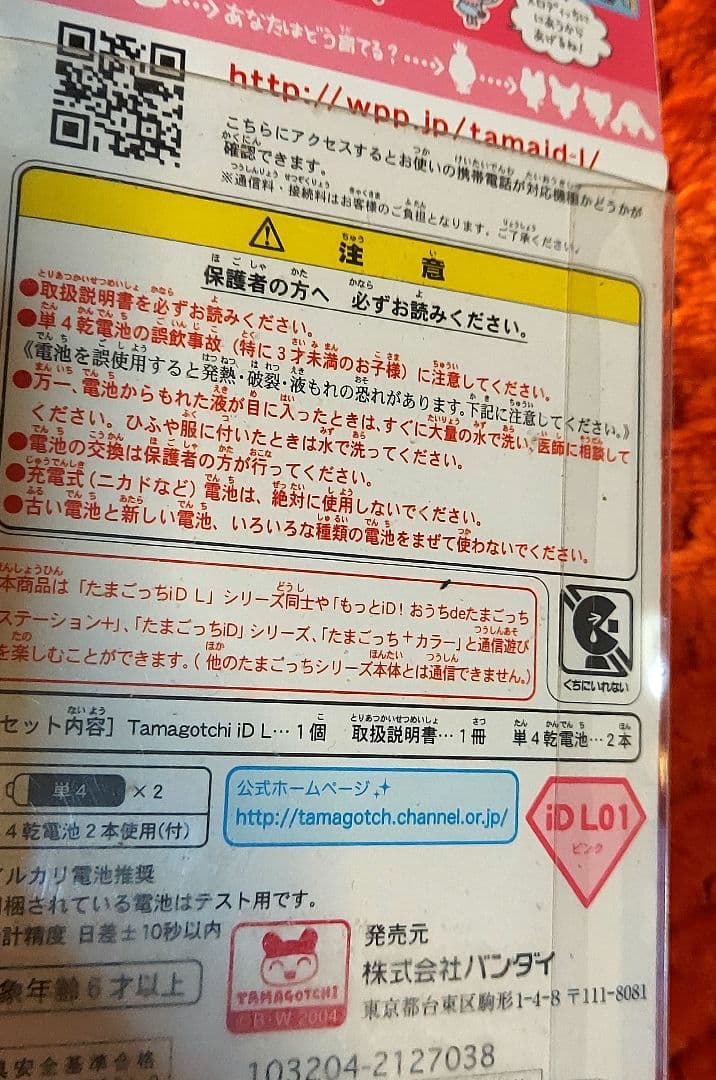 あなたはどう育てる?
にあうから
あげるね!
http://wpp.jp/tamaid-l/
こちらにアクセスするとお使いの携帯電話が対応機種かどうかが
確認できます。
※通信料・接続料はお客様のご負担となります。ご了承ください。
注意
保護者の方へ 必ずお読みください。
●取扱説明書を必ずお読みください。
●単4乾電池の誤飲事故(特に3才未満のお子様)に注意してください。
《電池を誤使用すると発熱・破裂・液もれの恐れがあります。下記に注意してください。》
●万一、電池からもれた液が目に入ったときは、すぐに大量の水で洗い、医師に相談して
ください。ひふや服に付いたときは水で洗ってください。
●電池の交換は保護者の方が行ってください。
●充電式(ニカドなど)電池は、絶対に使用しないでください。
●古い電池と新しい電池、いろいろな種類の電池をまぜて使わないでください。
本商品は「たまごっちiD L」シリーズ同士や「もっとiD!おうちdeたまごっち
ステーション+」、「たまごっちiD」シリーズ、「たまごっち+カラー」と通信遊び
を楽しむことができます。(他のたまごっちシリーズ本体とは通信できません。)
くちにいれない
セット内容] Tamagotchi iD L…1個 取扱説明書…1冊 単4乾電池…2本
単4 ×2
4乾電池2本使用(付)
公式ホームページ
http://tamagotch.channel.or.jp/
iD L01
ピンク
ルカリ電池推奨
梱されている電池はテスト用です。
計精度 日差±10秒以内
象年齢6才以上
TAMAGOTCHI
©B・W 2004
発売元
株式会社バンダイ
東京都台東区駒形1-4-8 〒111-8081
安全基準合格
103204-2127038